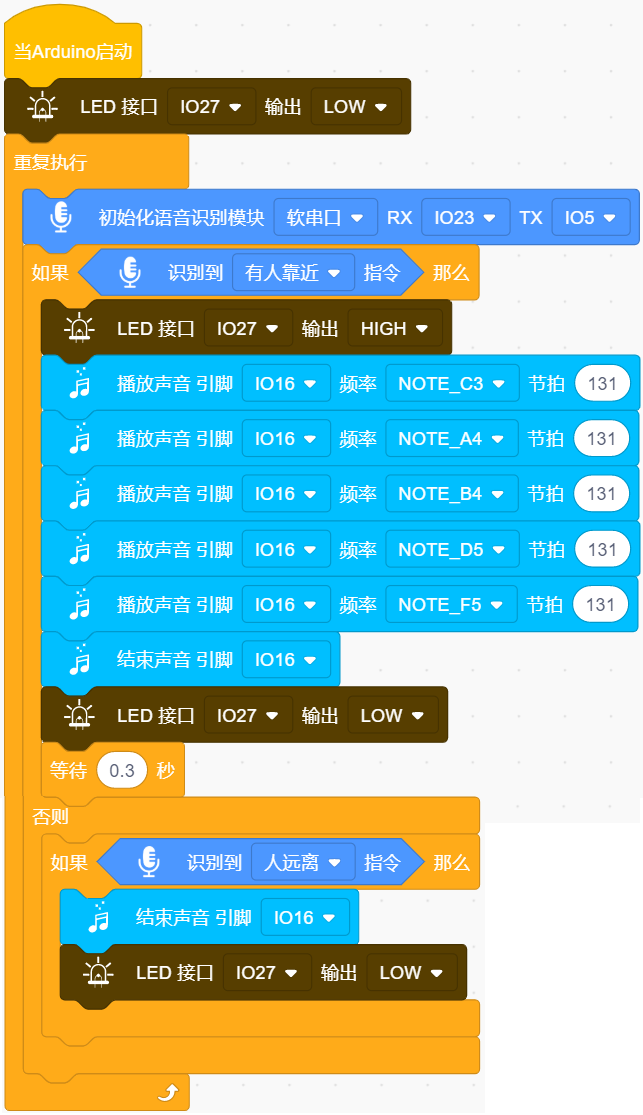 当Arduino启动
LED 接口 IO27 输出 LOW
重复执行
初始化语音识别模块 软串口 RX IO23 TX IO5
如果 识别到 有人靠近 指令 那么
LED 接口 IO27 输出 HIGH
播放声音 引脚 IO16 频率 NOTE_C3 节拍 131
播放声音 引脚 IO16 频率 NOTE_A4 节拍 131
播放声音 引脚 IO16 频率 NOTE_B4 节拍 131
播放声音 引脚 IO16 频率 NOTE_D5 节拍 131
播放声音 引脚 IO16 频率 NOTE_F5 节拍 131
结束声音 引脚 IO16
LED 接口 IO27 输出 LOW
等待 0.3 秒
否则
如果 识别到 人远离 指令 那么
结束声音 引脚 IO16
LED 接口 IO27 输出 LOW